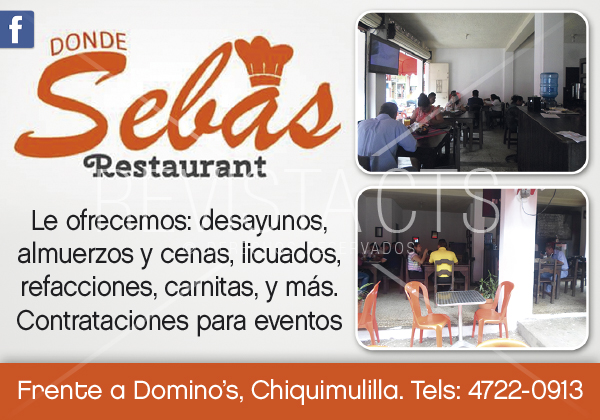 f
DONDE
Sebas
Restaurant
Le ofrecemos: desayunos,
almuerzos y cenas, licuados,
refacciones, carnitas, y más.
Contrataciones para eventos
REVISTACTS
Frente a Domino's, Chiquimulilla. Tels: 4722-0913